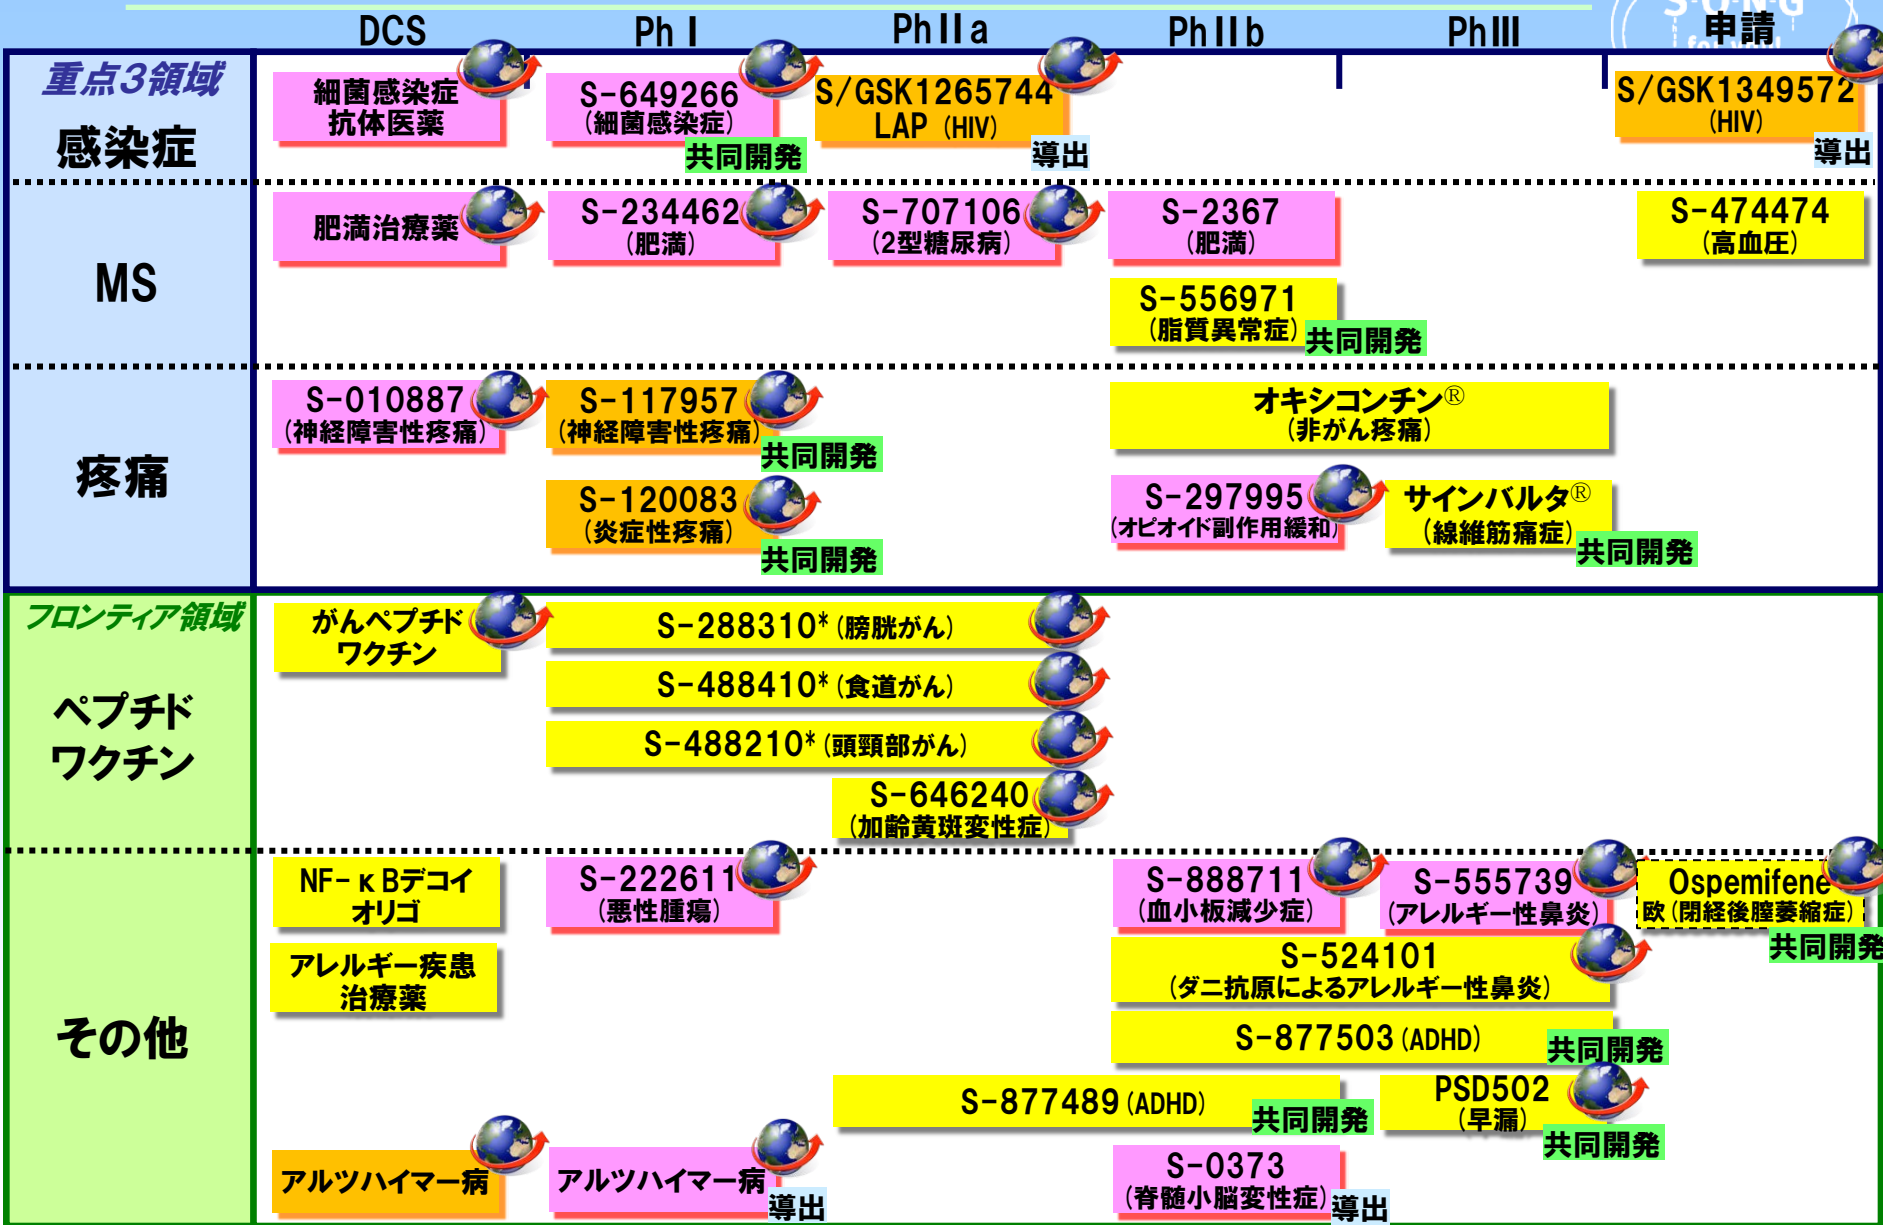 S・O・N・G
for you!
DCS
Ph I
Ph II a
Ph II b
Ph III
申請
重点3領域
感染症
細菌感染症
抗体医薬
S-649266
(細菌感染症)
共同開発
S/GSK1265744
LAP (HIV)
導出
S/GSK1349572
(HIV)
導出
MS
肥満治療薬
S-234462
(肥満)
S-707106
(2型糖尿病)
S-2367
(肥満)
S-474474
(高血圧)
S-556971
(脂質異常症)
共同開発
疼痛
S-010887
(神経障害性疼痛)
S-117957
(神経障害性疼痛)
共同開発
オキシコンチン®
(非がん疼痛)
S-120083
(炎症性疼痛)
共同開発
S-297995
(オピオイド副作用緩和)
サインバルタ®
(線維筋痛症)
共同開発
フロンティア領域
ペプチド
ワクチン
がんペプチド
ワクチン
S-288310* (膀胱がん)
S-488410* (食道がん)
S-488210* (頭頸部がん)
S-646240
(加齢黄斑変性症)
その他
NF-κBデコイ
オリゴ
S-222611
(悪性腫瘍)
S-888711
(血小板減少症)
S-555739
(アレルギー性鼻炎)
Ospemifene
欧(閉経後膣萎縮症)
共同開発
アレルギー疾患
治療薬
S-524101
(ダニ抗原によるアレルギー性鼻炎)
S-877503 (ADHD)
共同開発
S-877489 (ADHD)
共同開発
PSD502
(早漏)
共同開発
アルツハイマー病
アルツハイマー病
導出
S-0373
(脊髄小脳変性症)
導出